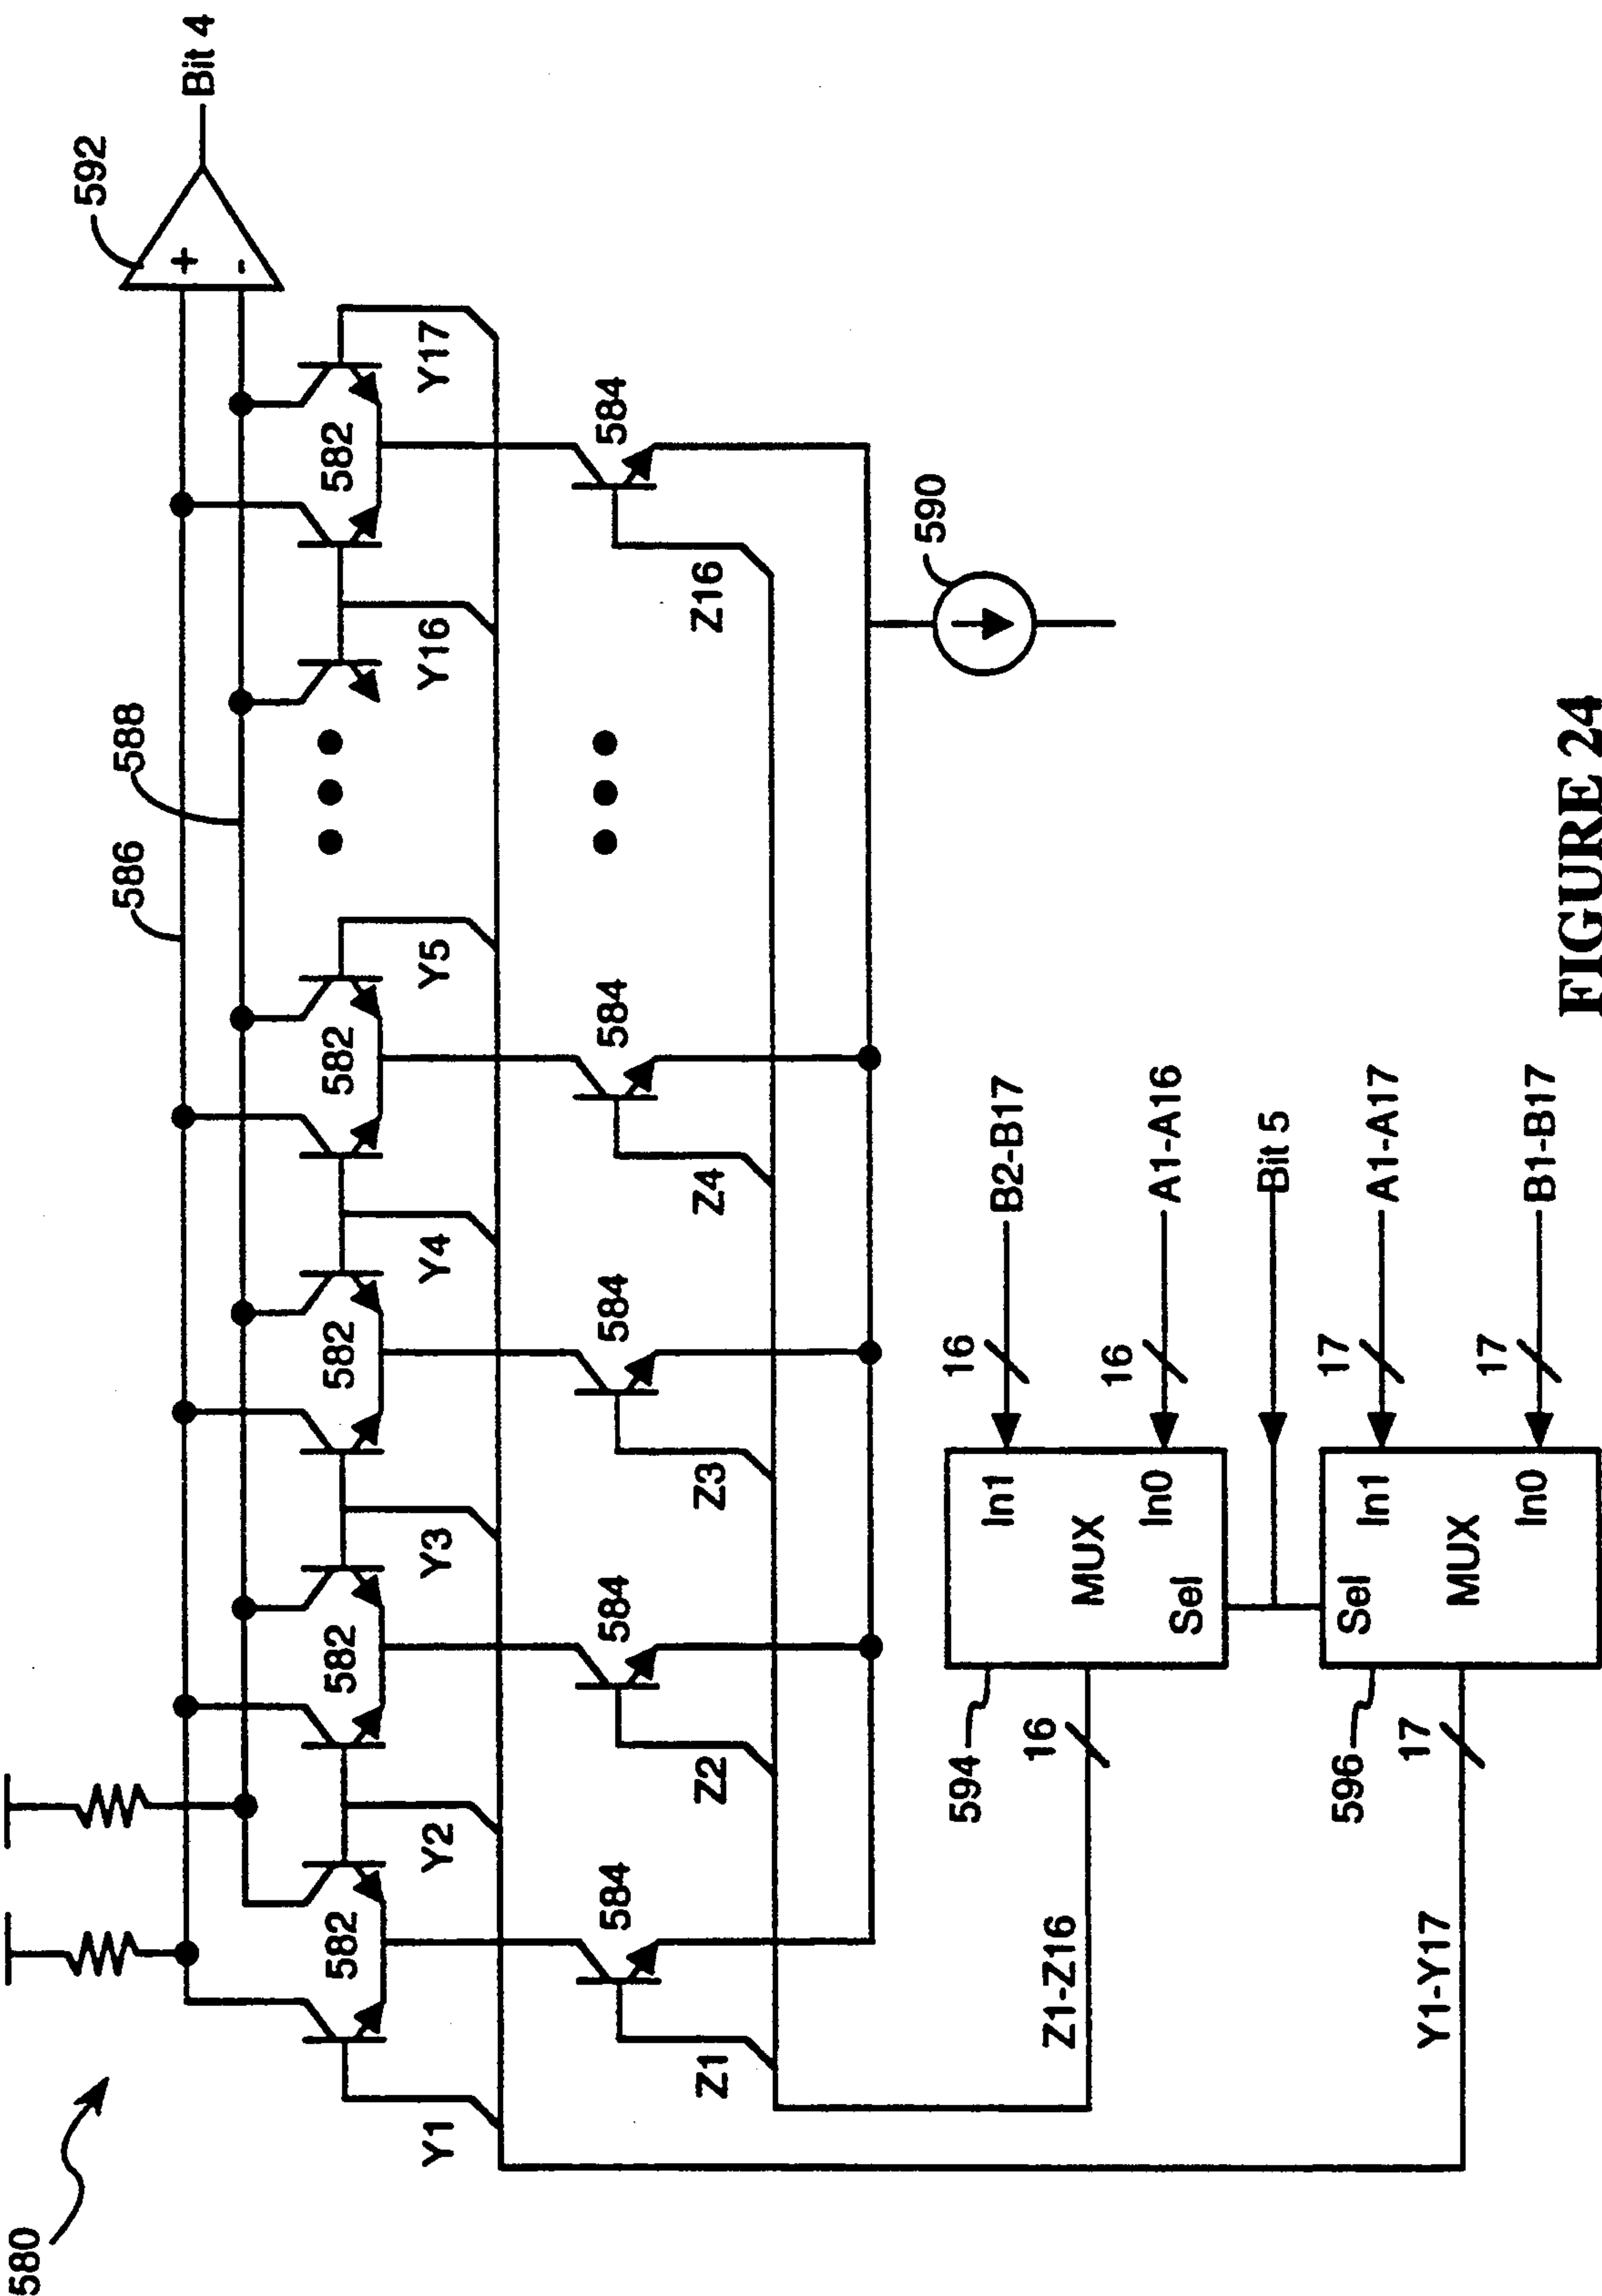 580
592
Bit 4
586
588
+
-
582
582
582
582
582
Y1
Y2
Y3
Y4
Y5
Y16
Y17
584
584
584
584
584
Z1
Z2
Z3
Z4
Z16
590
594
MUX
In1
In0
Sel
16
B2-B17
16
A1-A16
Z1-Z16
16
Bit 5
596
Sel
MUX
In1
In0
17
A1-A17
17
B1-B17
Y1-Y17
17
FIGURE 24